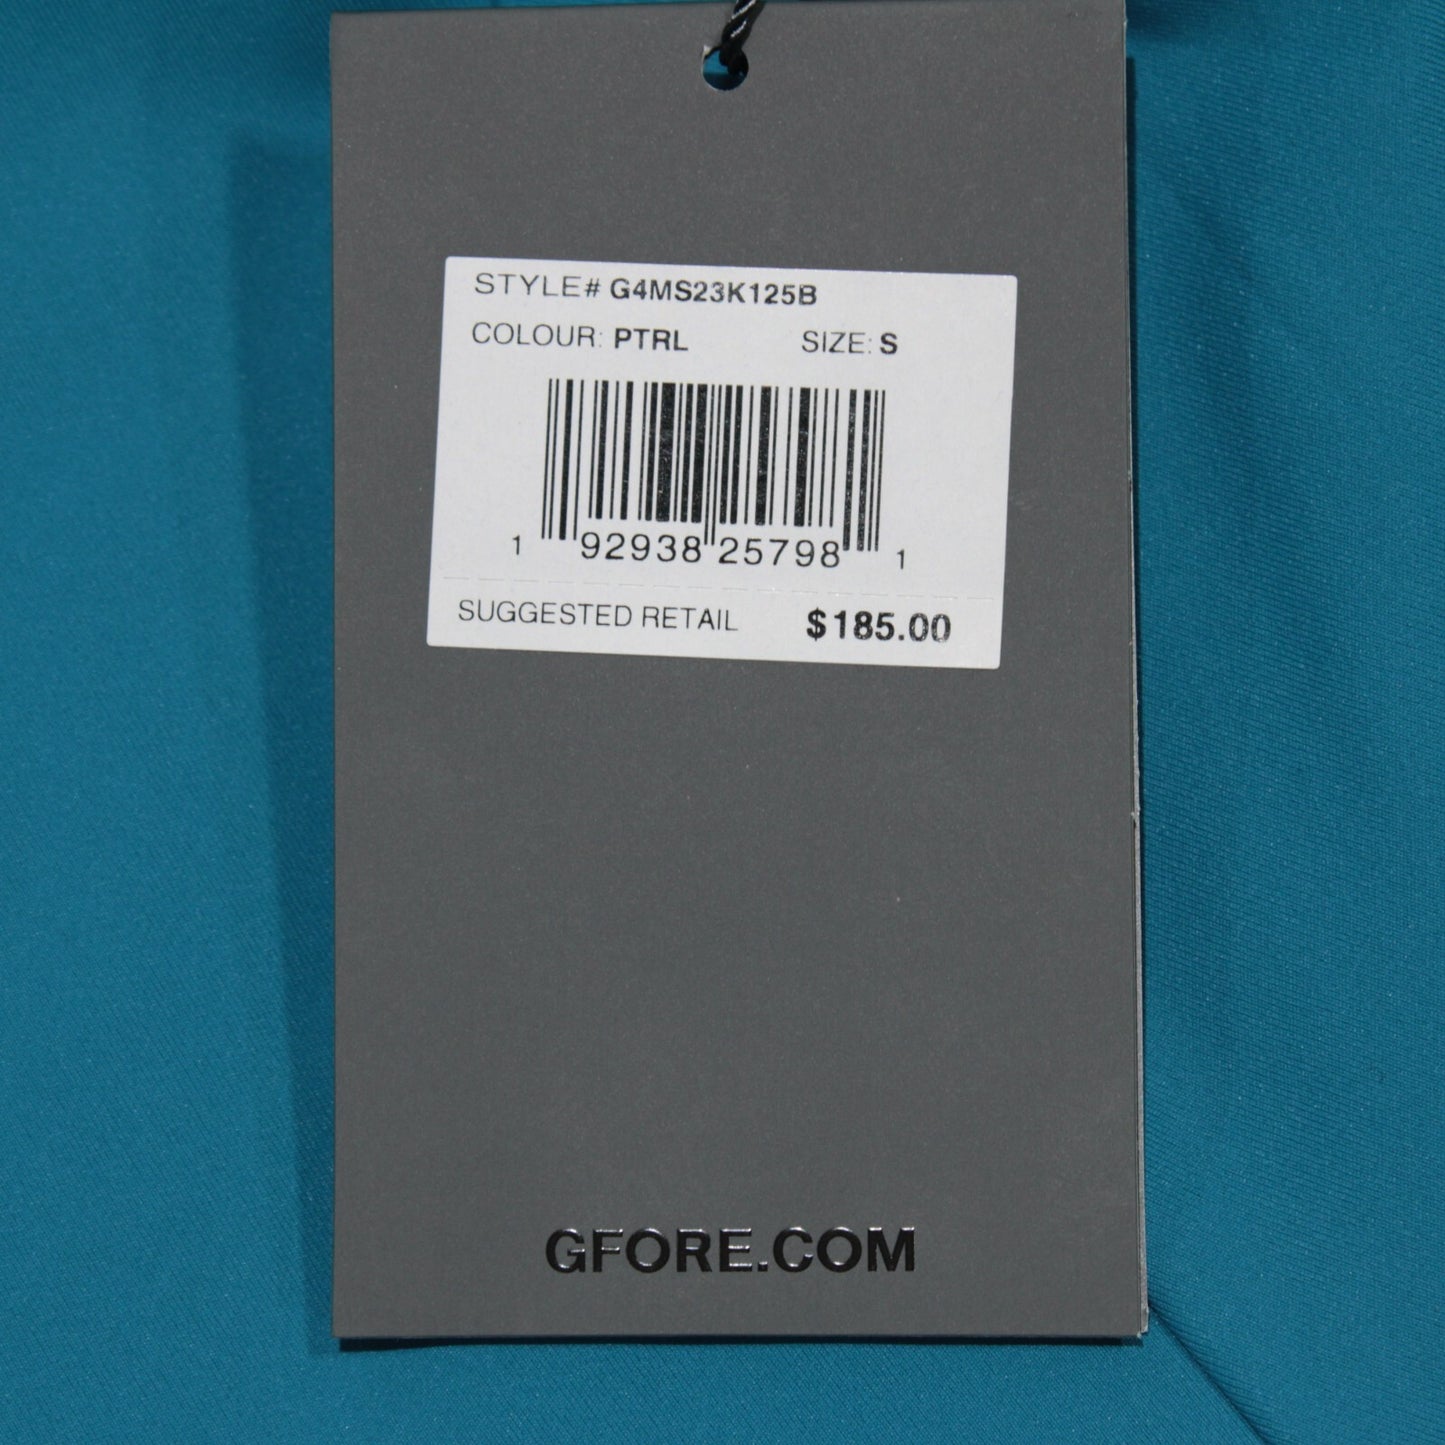 STYLE# G4MS23K125B
COLOUR: PTRL SIZE: S
1 92938 25798 1
SUGGESTED RETAIL $185.00
GFORE.COM